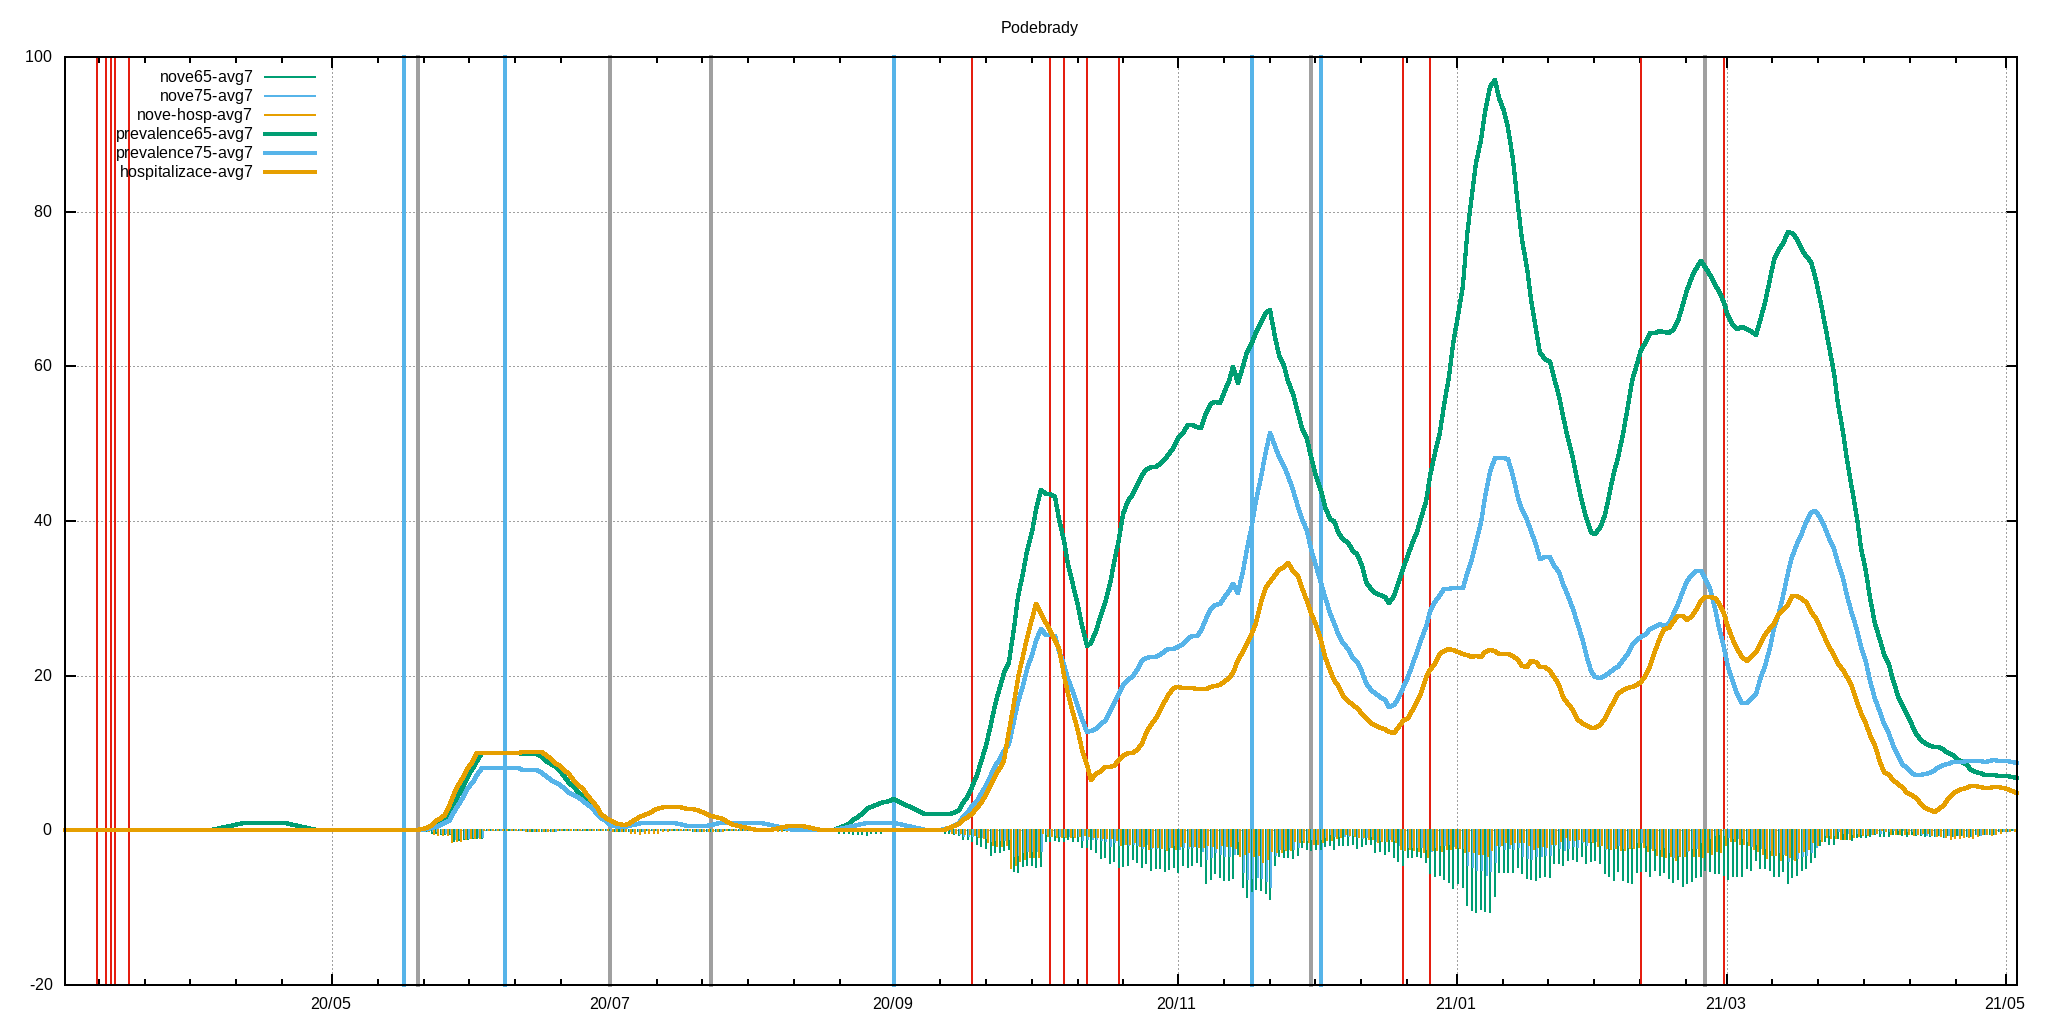 Podebrady
100
80
60
40
20
0
-20
nove65-avg7
nove75-avg7
nove-hosp-avg7
prevalence65-avg7
prevalence75-avg7
hospitalizace-avg7
20/05 20/07 20/09 20/11 21/01 21/03 21/05